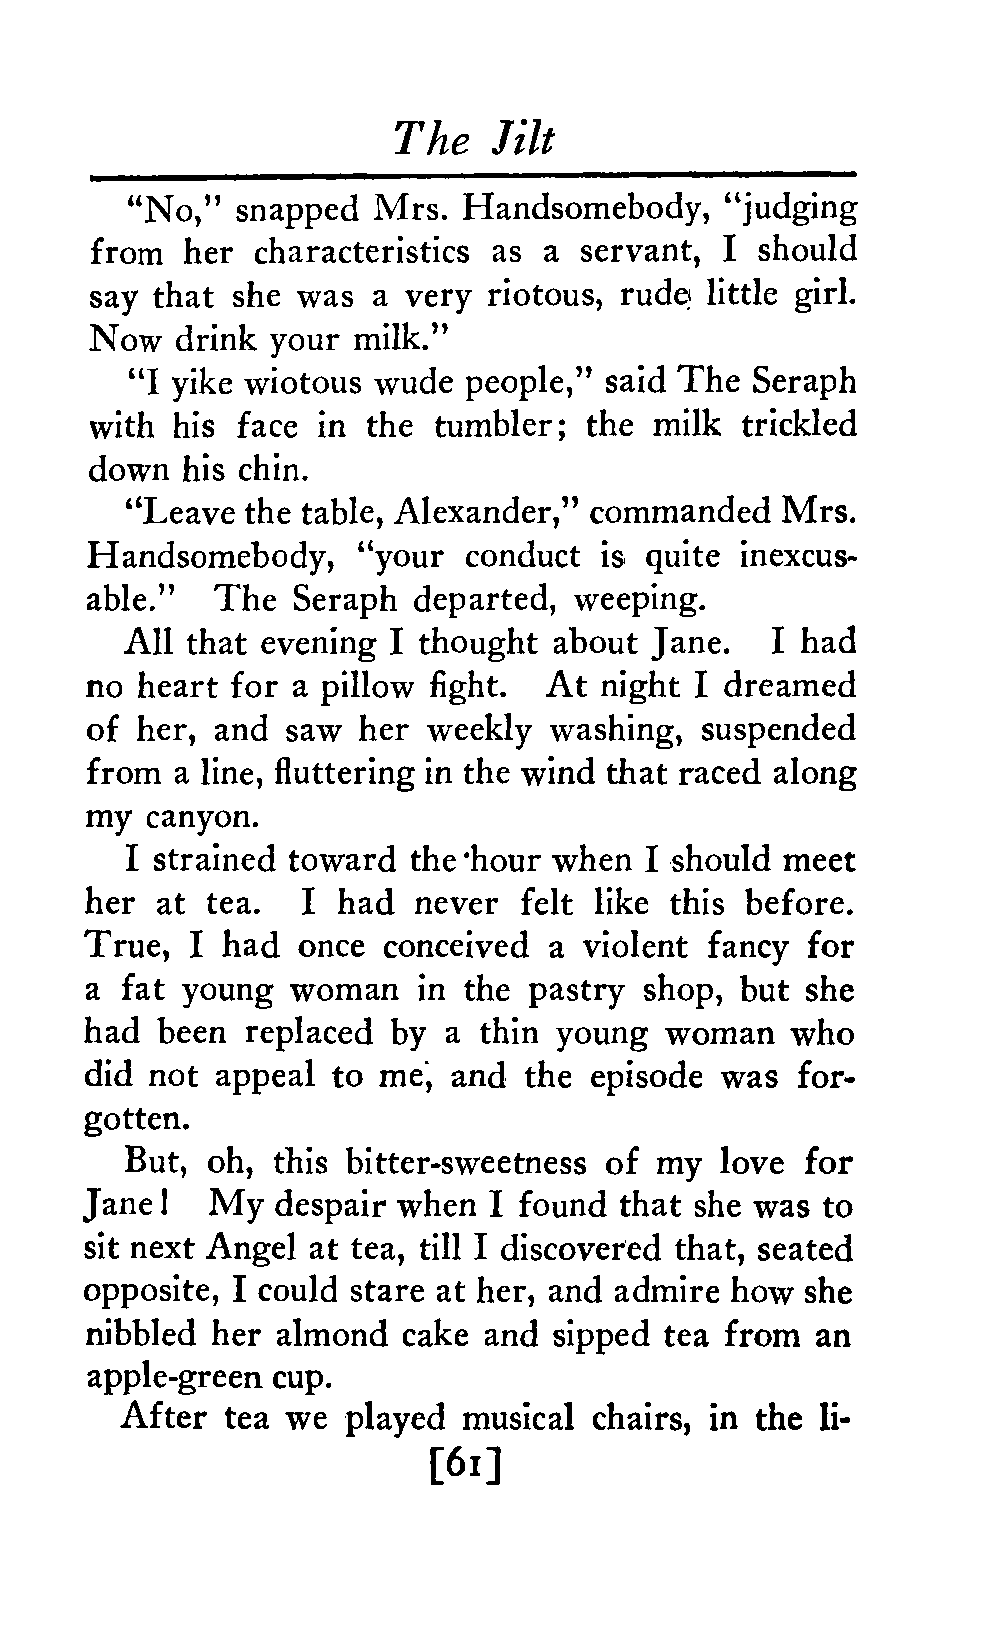 The Jilt
“No,” snapped Mrs. Handsomebody, “judging
from her characteristics as a servant, I should
say that she was a very riotous, rude little girl.
Now drink your milk.”
“I yike wiotous wude people,” said The Seraph
with his face in the tumbler; the milk trickled
down his chin.
“Leave the table, Alexander,” commanded Mrs.
Handsomebody, “your conduct is quite inexcus-
able.” The Seraph departed, weeping.
All that evening I thought about Jane. I had
no heart for a pillow fight. At night I dreamed
of her, and saw her weekly washing, suspended
from a line, fluttering in the wind that raced along
my canyon.
I strained toward the hour when I should meet
her at tea. I had never felt like this before.
True, I had once conceived a violent fancy for
a fat young woman in the pastry shop, but she
had been replaced by a thin young woman who
did not appeal to me, and the episode was for-
gotten.
But, oh, this bitter-sweetness of my love for
Jane! My despair when I found that she was to
sit next Angel at tea, till I discovered that, seated
opposite, I could stare at her, and admire how she
nibbled her almond cake and sipped tea from an
apple-green cup.
After tea we played musical chairs, in the li-
[61]